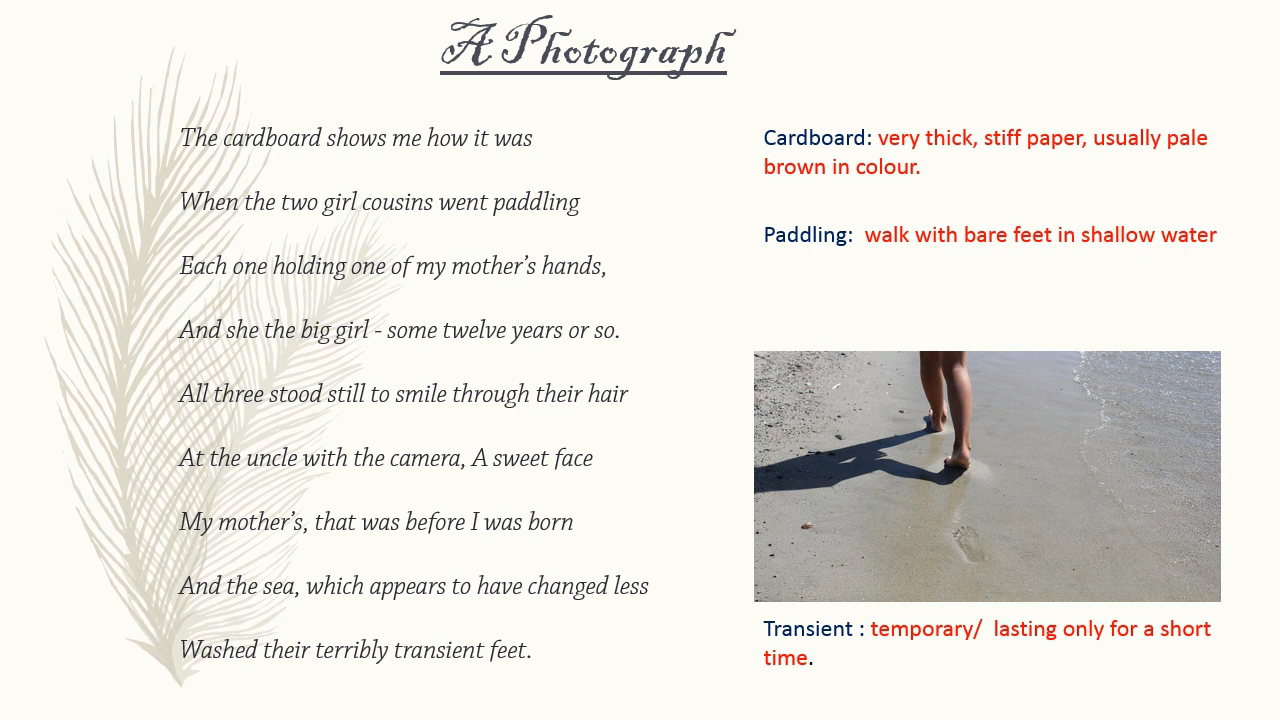 A Photograph
The cardboard shows me how it was
When the two girl cousins went paddling
Each one holding one of my mother’s hands,
And she the big girl - some twelve years or so.
All three stood still to smile through their hair
At the uncle with the camera, A sweet face
My mother’s, that was before I was born
And the sea, which appears to have changed less
Washed their terribly transient feet.
Cardboard: very thick, stiff paper, usually pale
brown in colour.
Paddling:  walk with bare feet in shallow water
Transient : temporary/  lasting only for a short
time.